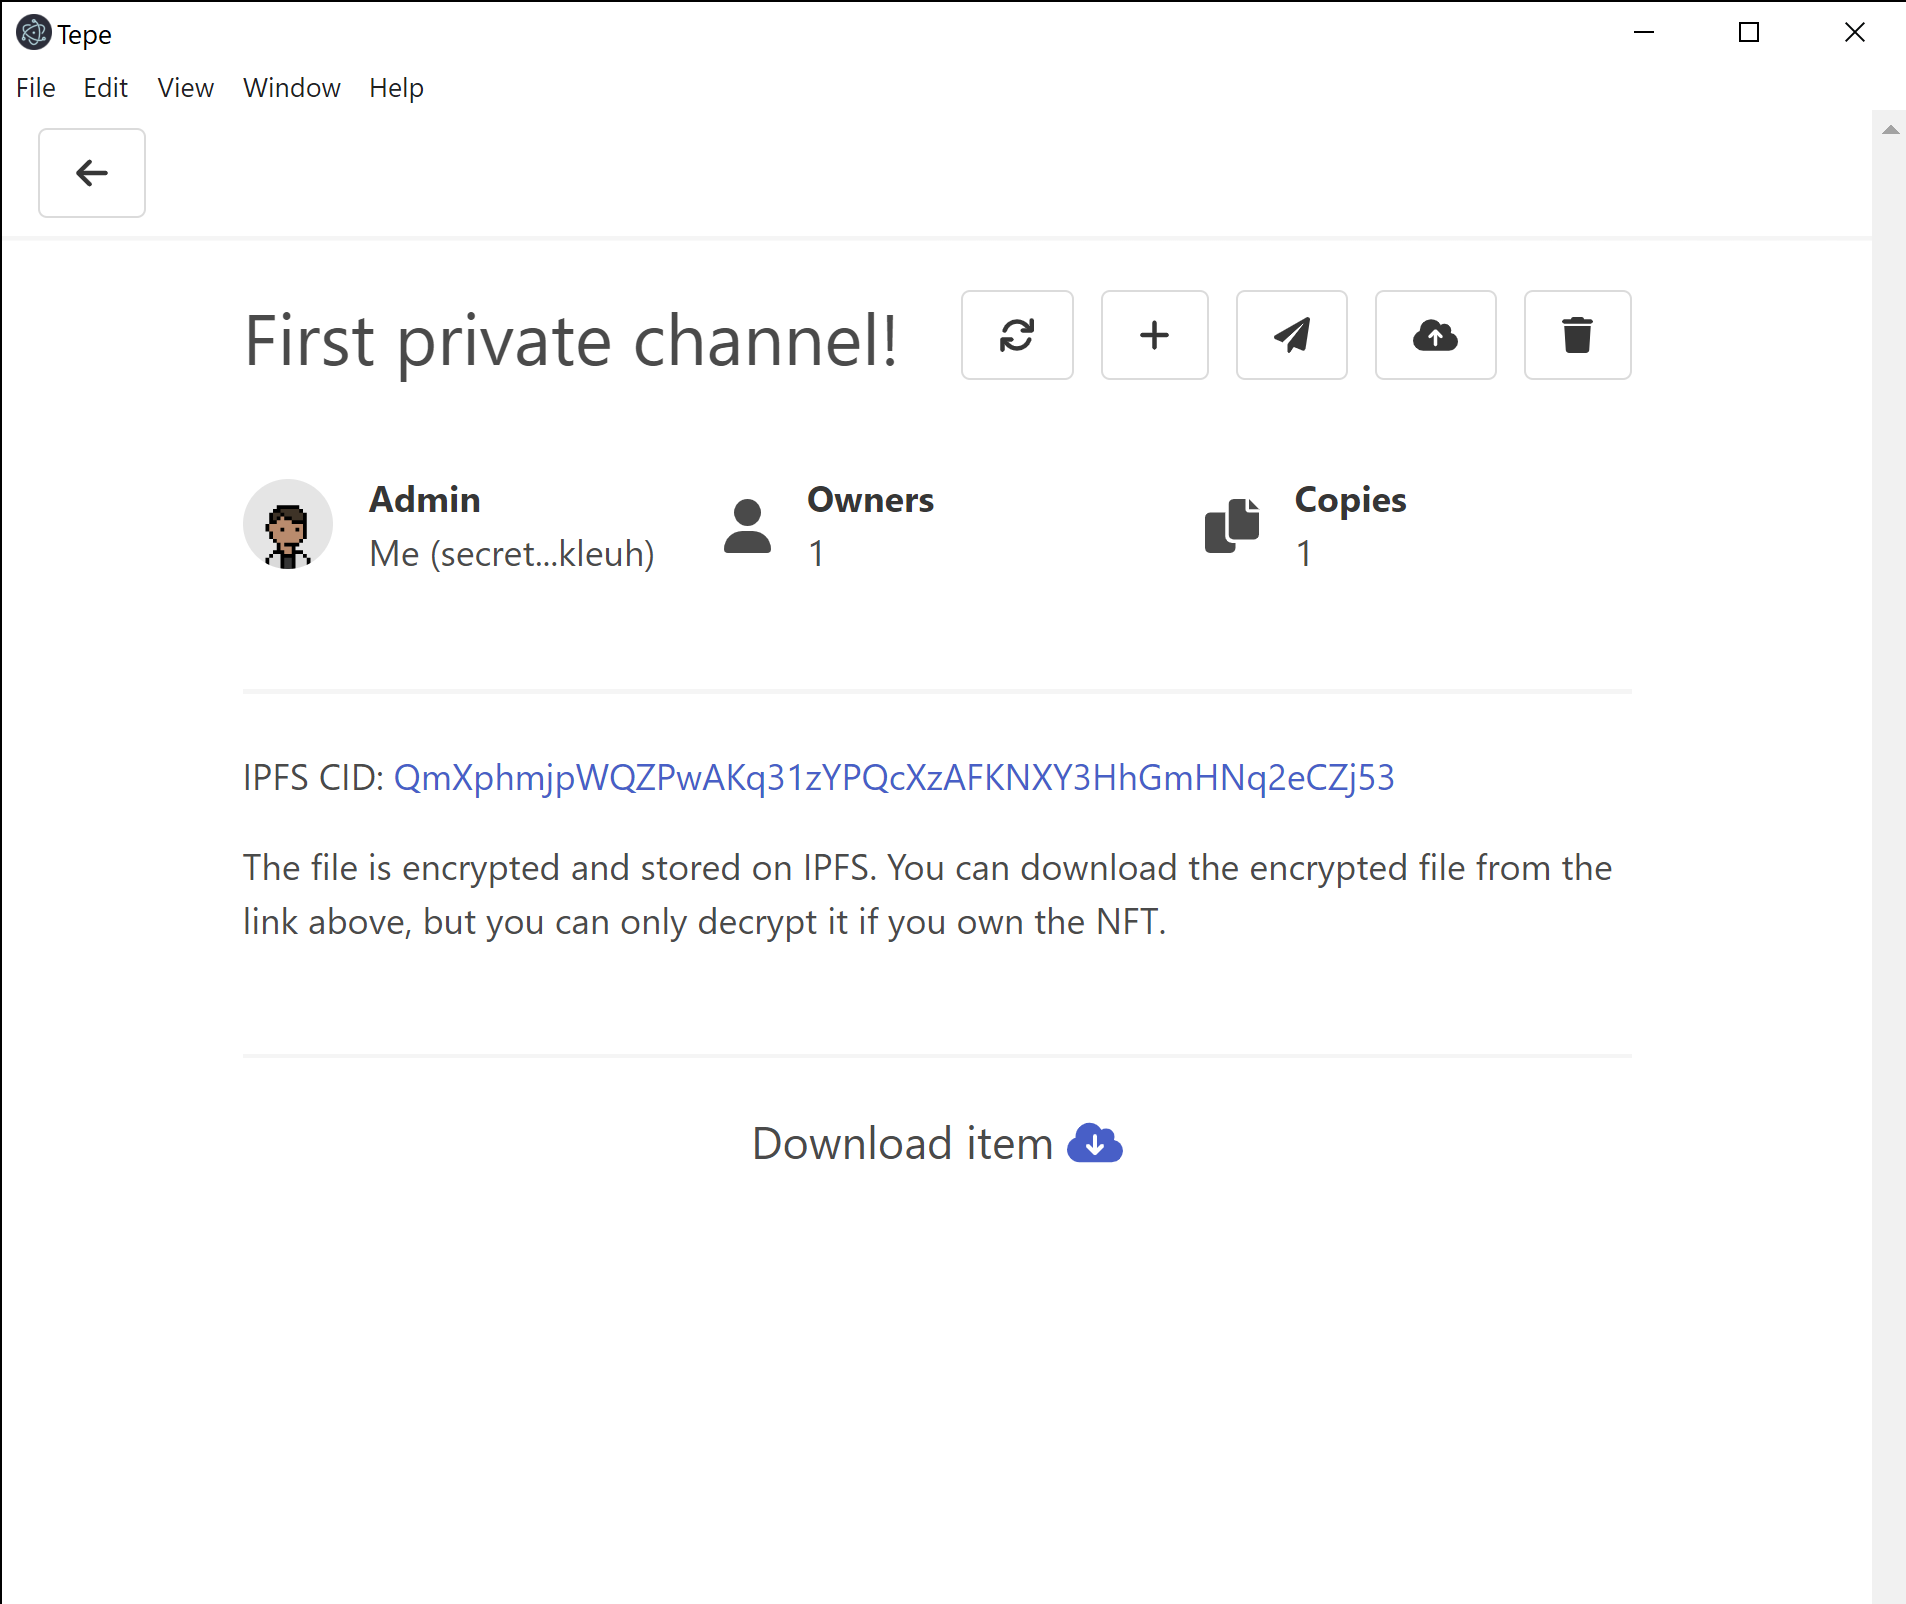 Tepe
File Edit View Window Help
First private channel!
Admin
Me (secret...kleuh)
Owners
1
Copies
1
IPFS CID: QmXphmjpWQZPwAKq31zYPQcXzAFKNXY3HhGmHNq2eCZj53
The file is encrypted and stored on IPFS. You can download the encrypted file from the
link above, but you can only decrypt it if you own the NFT.
Download item